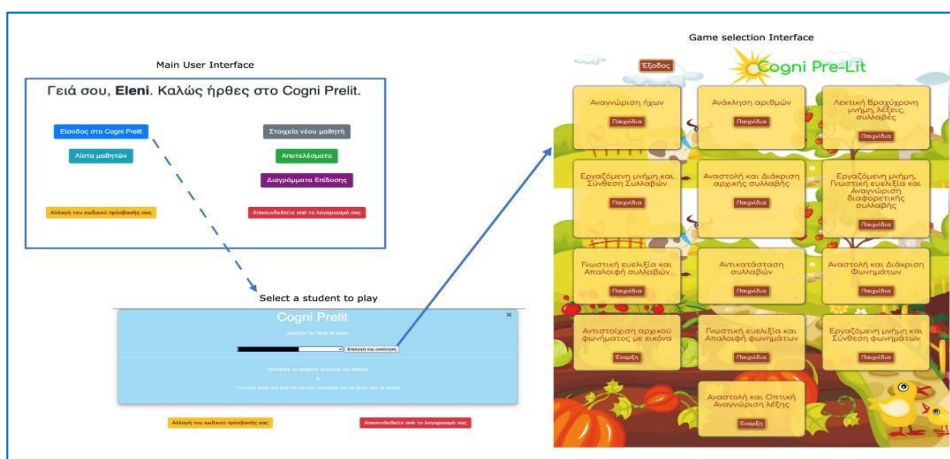 Main User Interface
Γειά σου, Eleni. Καλώς ήρθες στο Cogni Prelit.
Είσοδος στο Cogni Prelit
Στοιχεία νέου μαθητή
Λίστα μαθητών
Αποτελέσματα
Διαγράμματα Επίδοσης
Αλλαγή του κωδικού πρόσβασής σας
Αποσυνδεθείτε από το λογαριασμό σας
Select a student to play
Cogni Prelit
×
Αλλαγή του κωδικού πρόσβασής σας
Αποσυνδεθείτε από το λογαριασμό σας
Game selection Interface
Έξοδος
Cogni Pre-Lit
Αναγνώριση ήχων
Παιχνίδια
Ανάκληση αριθμών
Παιχνίδια
Λεκτική Βραχύχρονη
μνήμη, λέξεις,
συλλαβές
Παιχνίδια
Εργαζόμενη μνήμη και
Σύνθεση Συλλαβών
Παιχνίδια
Αναστολή και Διάκριση
αρχικής συλλαβής
Παιχνίδια
Εργαζόμενη μνήμη,
Γνωστική ευελιξία και
Αναγνώριση
διαφορετικής
συλλαβής
Παιχνίδια
Γνωστική ευελιξία και
Απαλοιφή συλλαβών
Παιχνίδια
Αντικατάσταση
συλλαβών
Παιχνίδια
Αναστολή και Διάκριση
Φωνημάτων
Παιχνίδια
Αντιστοίχιση αρχικού
φωνήματος με εικόνα
Έναρξη
Γνωστική ευελιξία και
Απαλοιφή φωνημάτων
Παιχνίδια
Εργαζόμενη μνήμη και
Σύνθεση φωνημάτων
Παιχνίδια
Αναστολή και Οπτική
Αναγνώριση λέξης
Έναρξη